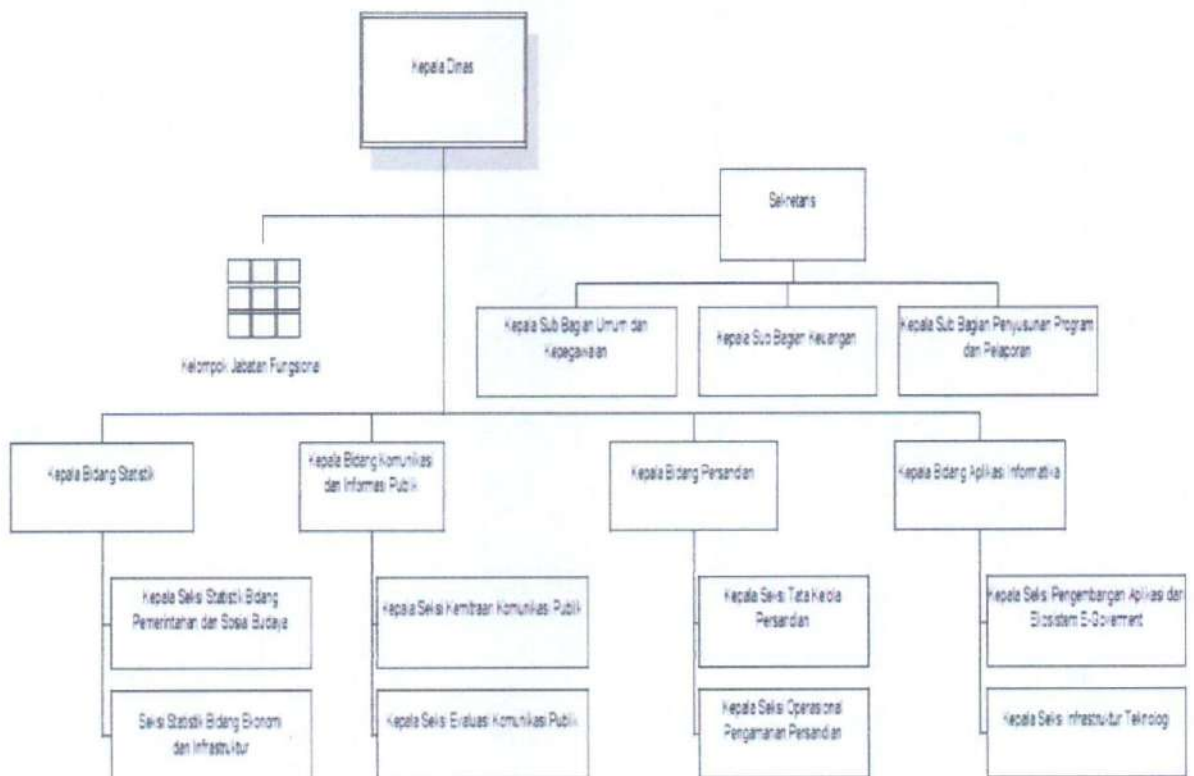 Kepala Dinas
Sekretaris
Kelompok Jabatan Fungsional
Kepala Sub Bagian Umum dan
Kepegawaian
Kepala Sub Bagian Keuangan
Kepala Sub Bagian Penyusunan Program
dan Pelaporan
Kepala Bidang Statistik
Kepala Bidang Komunikasi
dan Informasi Publik
Kepala Bidang Persandian
Kepala Bidang Aplikasi Informatika
Kepala Seksi Statistik Bidang
Pemerintahan dan Sosial Budaya
Kepala Seksi Kemitraan Komunikasi Publik
Kepala Seksi Tata Kelola
Persandian
Kepala Seksi Pengembangan Aplikasi dan
Ekosistem E-Goverment
Seksi Statistik Bidang Ekonomi
dan Infrastruktur
Kepala Seksi Evaluasi Komunikasi Publik
Kepala Seksi Operasional
Pengamanan Persandian
Kepala Seksi Infrastruktur Teknologi